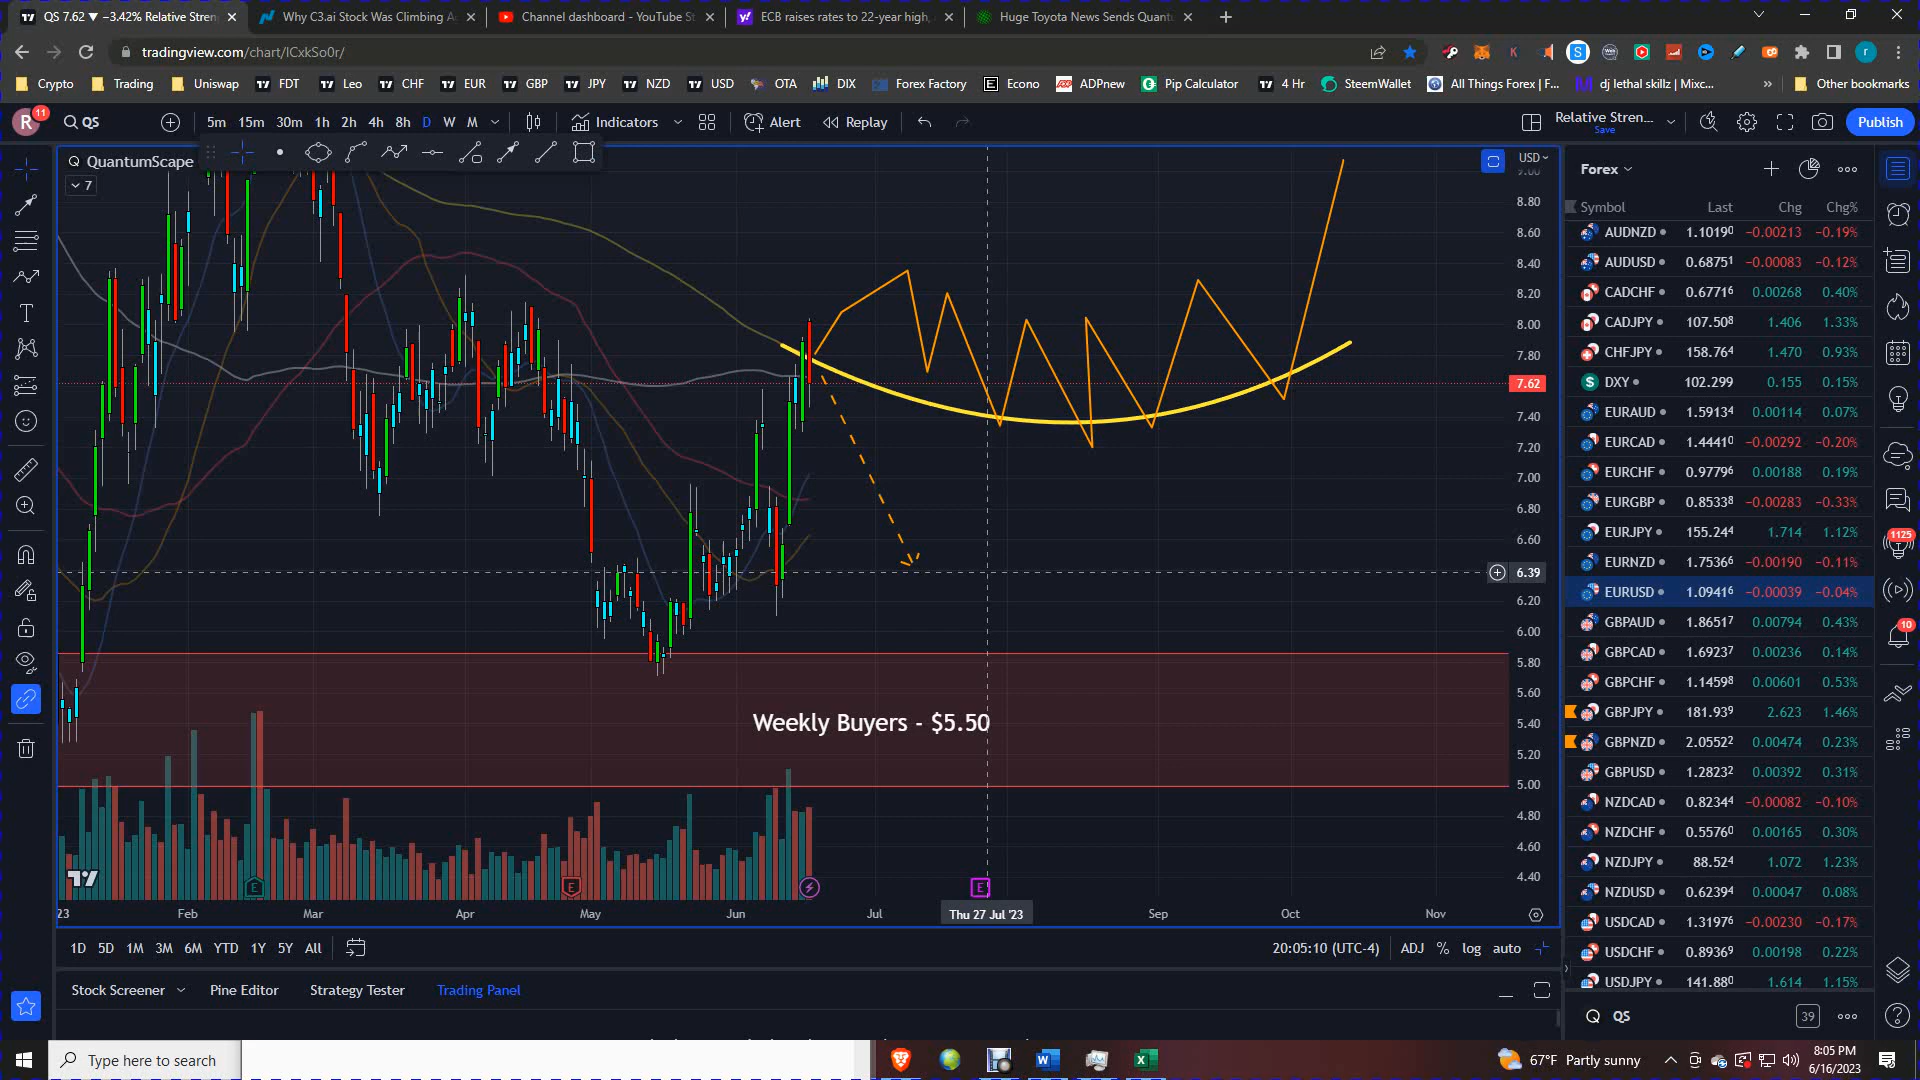 QS 7.62 ▼ −3.42% Relative Stren
Why C3.ai Stock Was Climbing A
Channel dashboard - YouTube St
ECB raises rates to 22-year high,
Huge Toyota News Sends Quant
tradingview.com/chart/lCxkSo0r/
Crypto Trading Uniswap FDT Leo CHF EUR GBP JPY NZD USD OTA DIX Forex Factory Econo ADPnew Pip Calculator 4 Hr SteemWallet All Things Forex | F... dj lethal skillz | Mixc... » Other bookmarks
R 11 QS 5m 15m 30m 1h 2h 4h 8h D W M Indicators Alert Replay Relative Stren... Save Publish
QuantumScape
7
USD
9.00
8.80
8.60
8.40
8.20
8.00
7.80
7.62
7.40
7.20
7.00
6.80
6.60
6.39
6.20
6.00
5.80
5.60
5.40
5.20
5.00
4.80
4.60
4.40
Weekly Buyers - $5.50
E E E
23 Feb Mar Apr May Jun Jul Thu 27 Jul '23 Sep Oct Nov
1D 5D 1M 3M 6M YTD 1Y 5Y All 20:05:10 (UTC-4) ADJ % log auto
Stock Screener Pine Editor Strategy Tester Trading Panel
Forex
Symbol Last Chg Chg%
AUDNZD 1.10190 −0.00213 −0.19%
AUDUSD 0.68751 −0.00083 −0.12%
CADCHF 0.67716 0.00268 0.40%
CADJPY 107.508 1.406 1.33%
CHFJPY 158.764 1.470 0.93%
DXY 102.299 0.155 0.15%
EURAUD 1.59134 0.00114 0.07%
EURCAD 1.44410 −0.00292 −0.20%
EURCHF 0.97796 0.00188 0.19%
EURGBP 0.85338 −0.00283 −0.33%
EURJPY 155.244 1.714 1.12%
EURNZD 1.75366 −0.00190 −0.11%
EURUSD 1.09416 −0.00039 −0.04%
GBPAUD 1.86517 0.00794 0.43%
GBPCAD 1.69237 0.00236 0.14%
GBPCHF 1.14598 0.00601 0.53%
GBPJPY 181.939 2.623 1.46%
GBPNZD 2.05522 0.00474 0.23%
GBPUSD 1.28232 0.00392 0.31%
NZDCAD 0.82344 −0.00082 −0.10%
NZDCHF 0.55760 0.00165 0.30%
NZDJPY 88.524 1.072 1.23%
NZDUSD 0.62394 0.00047 0.08%
USDCAD 1.31976 −0.00230 −0.17%
USDCHF 0.89369 0.00198 0.22%
USDJPY 141.880 1.614 1.15%
QS 39
1125
10
Type here to search
67°F Partly sunny
8:05 PM
6/16/2023